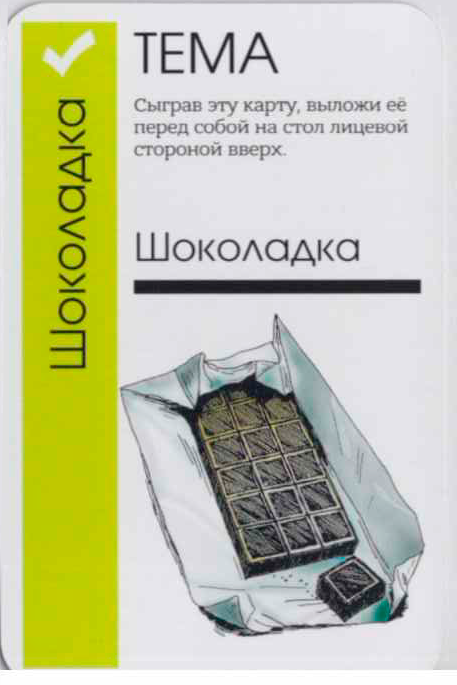 Шоколадка
ТЕМА
Сыграв эту карту, выложи её
перед собой на стол лицевой
стороной вверх.
Шоколадка